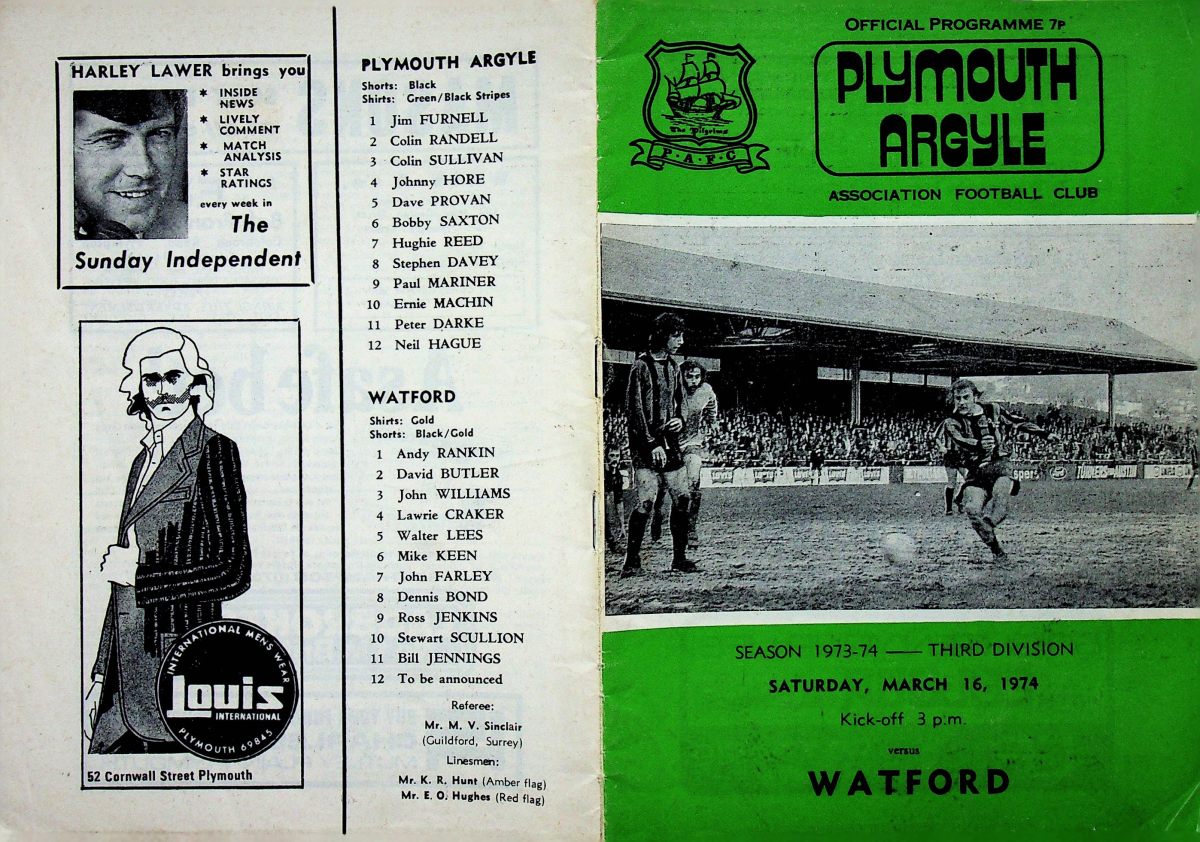 HARLEY LAWER brings you
* INSIDE
NEWS
* LIVELY
COMMENT
* MATCH
ANALYSIS
* STAR
RATINGS
every week in
The
Sunday Independent
INTERNATIONAL MENS WEAR
Louis
INTERNATIONAL
PLYMOUTH 69845
52 Cornwall Street Plymouth
PLYMOUTH ARGYLE
Shorts: Black
Shirts: Green/Black Stripes
1 Jim FURNELL
2 Colin RANDELL
3 Colin SULLIVAN
4 Johnny HORE
5 Dave PROVAN
6 Bobby SAXTON
7 Hughie REED
8 Stephen DAVEY
9 Paul MARINER
10 Ernie MACHIN
11 Peter DARKE
12 Neil HAGUE
WATFORD
Shirts: Gold
Shorts: Black/Gold
1 Andy RANKIN
2 David BUTLER
3 John WILLIAMS
4 Lawrie CRAKER
5 Walter LEES
6 Mike KEEN
7 John FARLEY
8 Dennis BOND
9 Ross JENKINS
10 Stewart SCULLION
11 Bill JENNINGS
12 To be announced
Referee:
Mr. M. V. Sinclair
(Guildford, Surrey)
Linesmen:
Mr. K. R. Hunt (Amber flag)
Mr. E. O. Hughes (Red flag)
OFFICIAL PROGRAMME 7P
PLYMOUTH
ARGYLE
ASSOCIATION FOOTBALL CLUB
The Pilgrims
P·A·F·C
SEASON 1973-74 — THIRD DIVISION
SATURDAY, MARCH 16, 1974
Kick-off 3 p.m.
versus
WATFORD